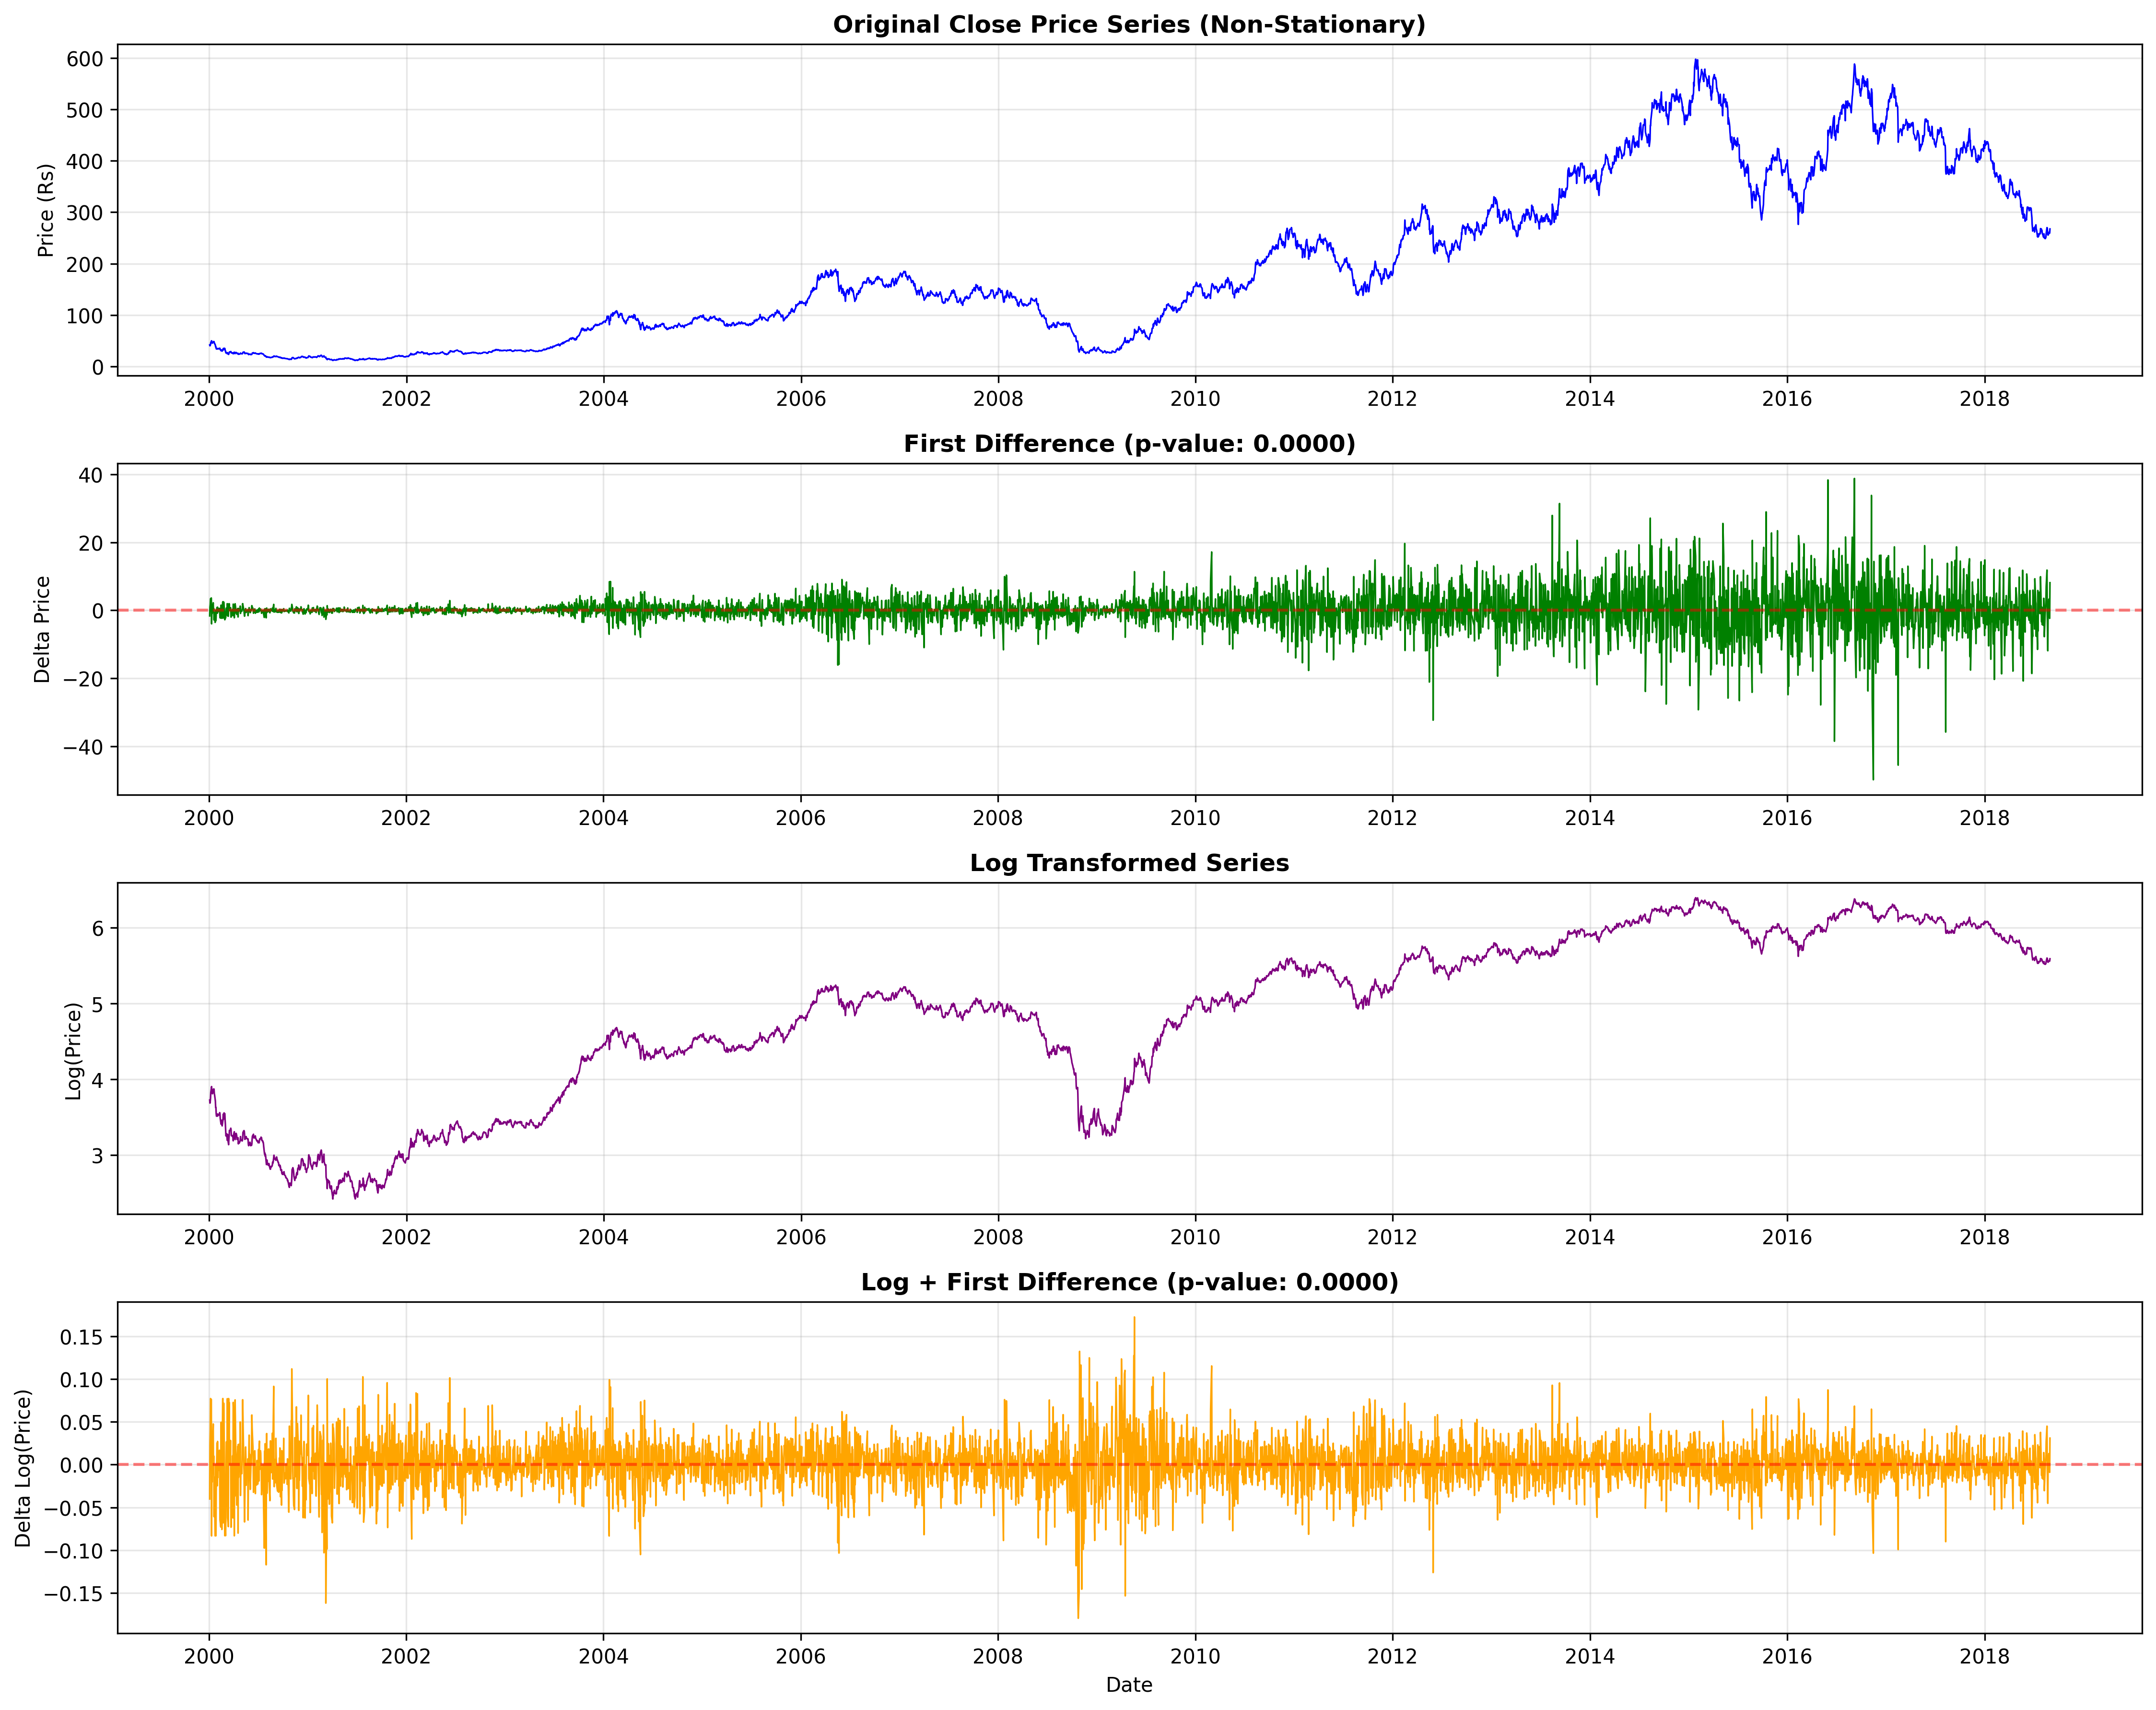 Original Close Price Series (Non-Stationary)
Price (Rs)
600
500
400
300
200
100
0
2000 2002 2004 2006 2008 2010 2012 2014 2016 2018
First Difference (p-value: 0.0000)
Delta Price
40
20
0
−20
−40
2000 2002 2004 2006 2008 2010 2012 2014 2016 2018
Log Transformed Series
Log(Price)
6
5
4
3
2000 2002 2004 2006 2008 2010 2012 2014 2016 2018
Log + First Difference (p-value: 0.0000)
Delta Log(Price)
0.15
0.10
0.05
0.00
−0.05
−0.10
−0.15
2000 2002 2004 2006 2008 2010 2012 2014 2016 2018
Date